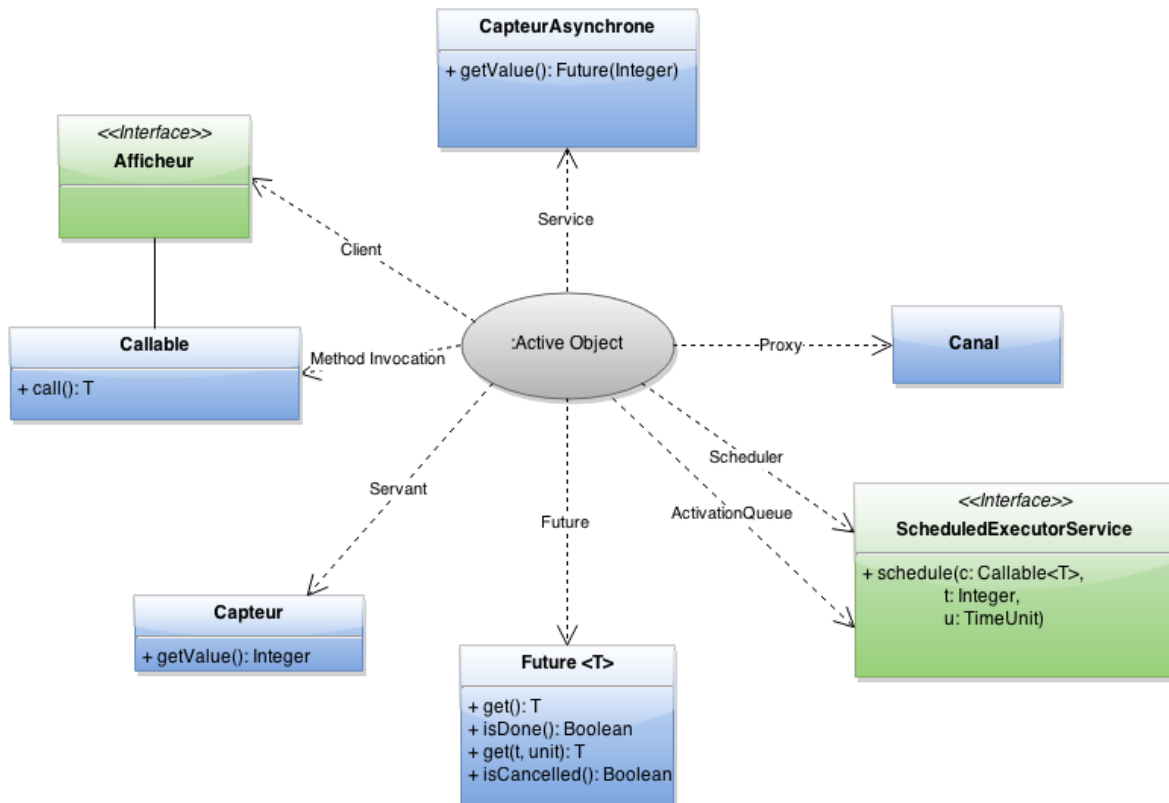 CapteurAsynchrone
+ getValue(): Future(Integer)
<<Interface>>
Afficheur
Service
Client
Callable
+ call(): T
Method Invocation
:Active Object
Proxy
Canal
Servant
Future
Scheduler
ActivationQueue
<<Interface>>
ScheduledExecutorService
+ schedule(c: Callable<T>,
t: Integer,
u: TimeUnit)
Capteur
+ getValue(): Integer
Future <T>
+ get(): T
+ isDone(): Boolean
+ get(t, unit): T
+ isCancelled(): Boolean